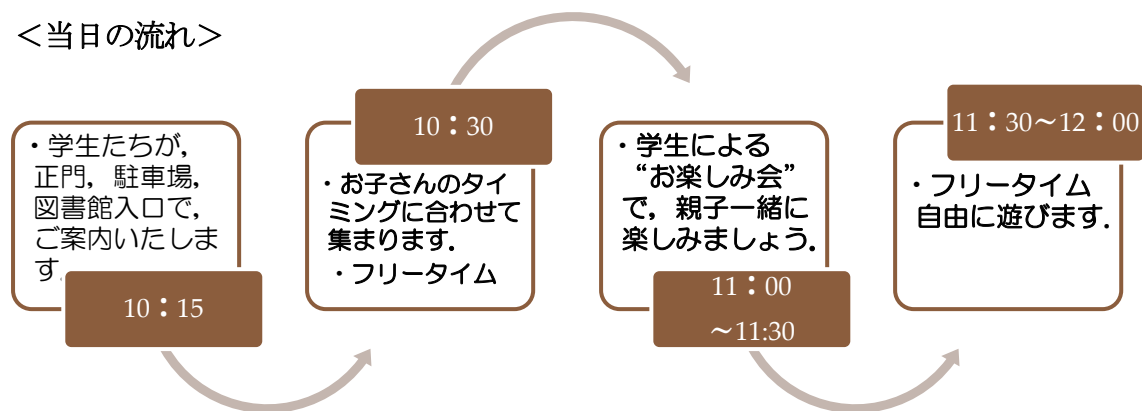 ＜当日の流れ＞
・学生たちが，
正門，駐車場，
図書館入口で，
ご案内いたしま
す.
10：15
10：30
・お子さんのタイ
ミングに合わせて
集まります.
・フリータイム
・学生による
“お楽しみ会”
で，親子一緒に
楽しみましょう.
11：00
～11:30
11：30～12：00
・フリータイム
自由に遊びます.